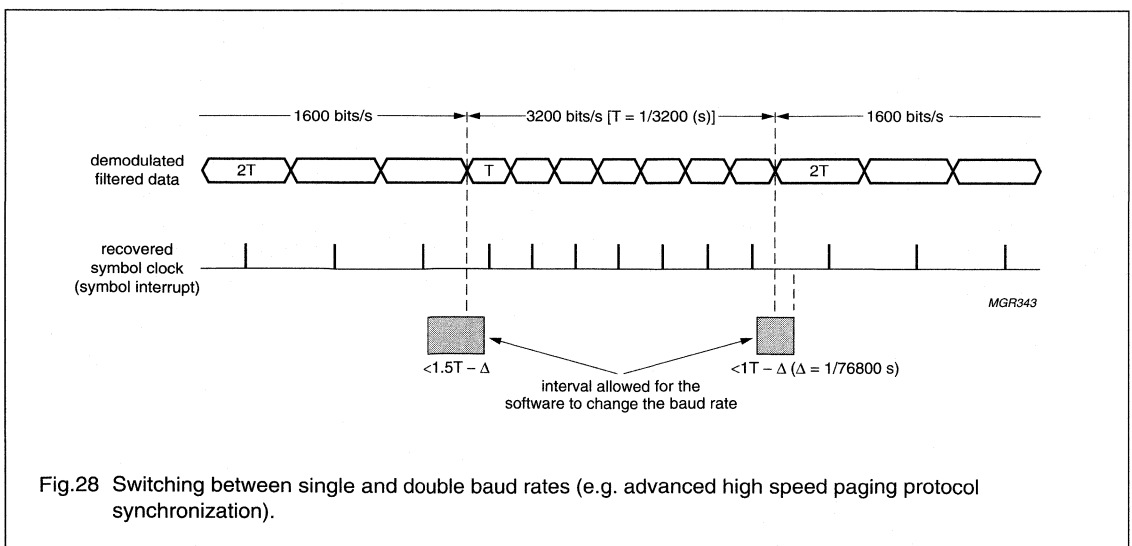 1600 bits/s
3200 bits/s [T = 1/3200 (s)]
1600 bits/s
demodulated
filtered data
2T
T
2T
recovered
symbol clock
(symbol interrupt)
MGR343
<1.5T – Δ
<1T – Δ (Δ = 1/76800 s)
interval allowed for the
software to change the baud rate
Fig.28 Switching between single and double baud rates (e.g. advanced high speed paging protocol
synchronization).